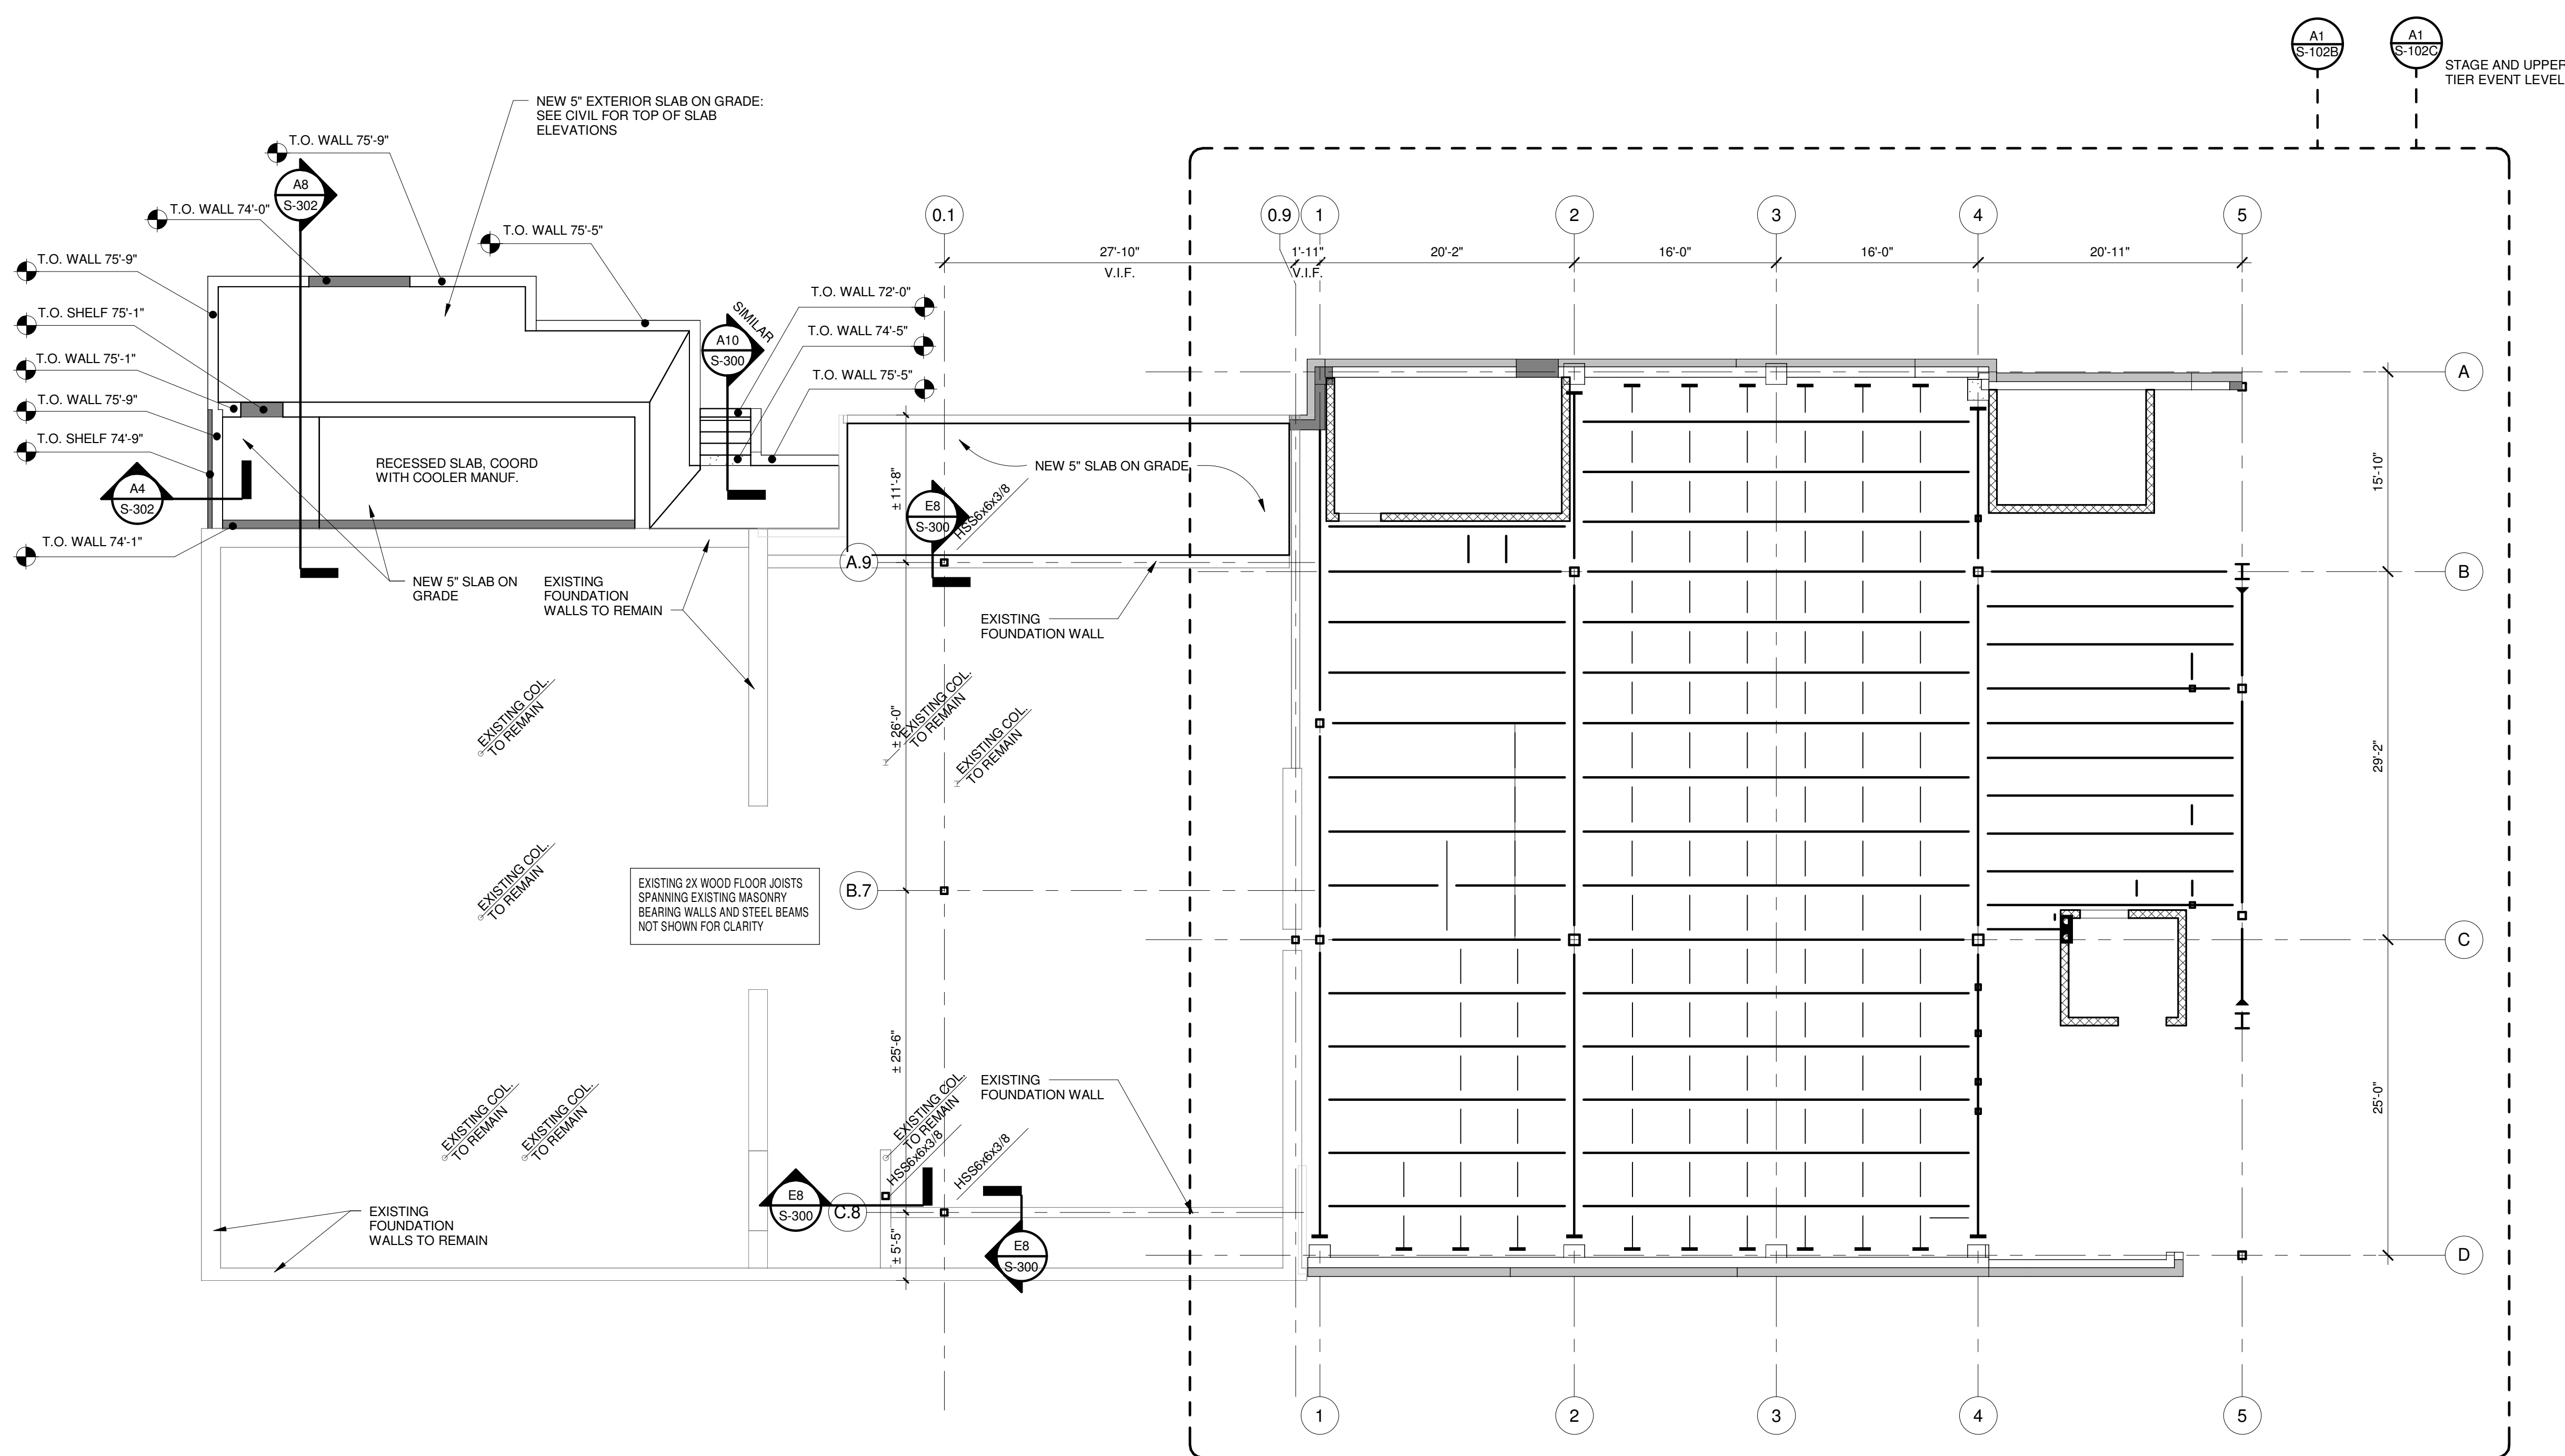 A1
S-102B
A1
S-102C
STAGE AND UPPER
TIER EVENT LEVEL
NEW 5" EXTERIOR SLAB ON GRADE:
SEE CIVIL FOR TOP OF SLAB
ELEVATIONS
T.O. WALL 75'-9"
A8
S-302
T.O. WALL 74'-0"
T.O. WALL 75'-5"
T.O. WALL 75'-9"
T.O. SHELF 75'-1"
T.O. WALL 75'-1"
T.O. WALL 75'-9"
T.O. SHELF 74'-9"
A4
S-302
T.O. WALL 74'-1"
RECESSED SLAB, COORD
WITH COOLER MANUF.
SIMILAR
A10
S-300
T.O. WALL 72'-0"
T.O. WALL 74'-5"
T.O. WALL 75'-5"
0.1
0.9
1
2
3
4
5
27'-10"
V.I.F.
1'-11"
V.I.F.
20'-2"
16'-0"
16'-0"
20'-11"
A
15'-10"
B
29'-2"
C
25'-0"
D
± 11'-8"
NEW 5" SLAB ON GRADE
E8
S-300
HSS6x6x3/8
A.9
NEW 5" SLAB ON
GRADE
EXISTING
FOUNDATION
WALLS TO REMAIN
EXISTING
FOUNDATION WALL
EXISTING COL.
TO REMAIN
± 26'-0"
EXISTING COL.
TO REMAIN
EXISTING COL.
TO REMAIN
EXISTING COL.
TO REMAIN
EXISTING 2X WOOD FLOOR JOISTS
SPANNING EXISTING MASONRY
BEARING WALLS AND STEEL BEAMS
NOT SHOWN FOR CLARITY
B.7
± 25'-6"
EXISTING COL.
TO REMAIN
EXISTING COL.
TO REMAIN
EXISTING COL.
TO REMAIN
HSS6x6x3/8
HSS6x6x3/8
EXISTING
FOUNDATION WALL
E8
S-300
C.8
± 5'-5"
E8
S-300
EXISTING
FOUNDATION
WALLS TO REMAIN
1
2
3
4
5